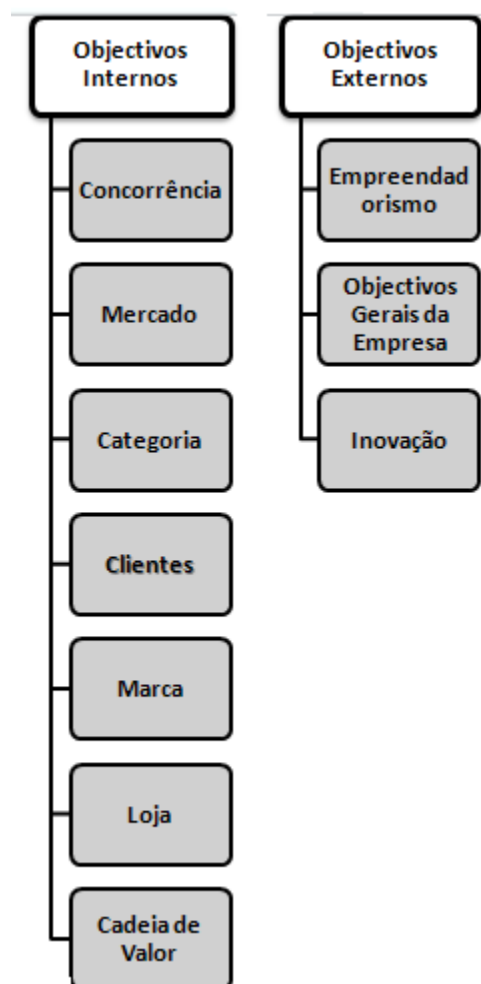 Objectivos
Internos
Concorrência
Mercado
Categoria
Clientes
Marca
Loja
Cadeia de
Valor
Objectivos
Externos
Empreendad
orismo
Objectivos
Gerais da
Empresa
Inovação